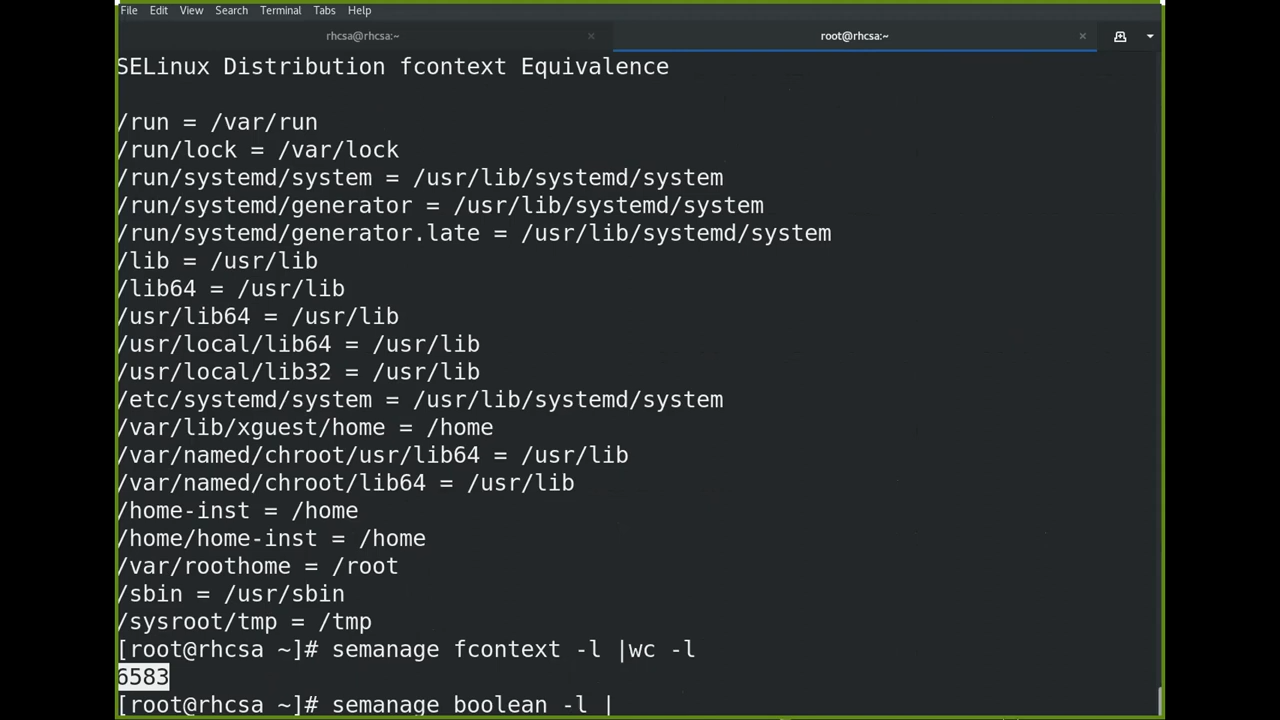 File Edit View Search Terminal Tabs Help
rhcsa@rhcsa:~ × root@rhcsa:~ ×
SELinux Distribution fcontext Equivalence
/run = /var/run
/run/lock = /var/lock
/run/systemd/system = /usr/lib/systemd/system
/run/systemd/generator = /usr/lib/systemd/system
/run/systemd/generator.late = /usr/lib/systemd/system
/lib = /usr/lib
/lib64 = /usr/lib
/usr/lib64 = /usr/lib
/usr/local/lib64 = /usr/lib
/usr/local/lib32 = /usr/lib
/etc/systemd/system = /usr/lib/systemd/system
/var/lib/xguest/home = /home
/var/named/chroot/usr/lib64 = /usr/lib
/var/named/chroot/lib64 = /usr/lib
/home-inst = /home
/home/home-inst = /home
/var/roothome = /root
/sbin = /usr/sbin
/sysroot/tmp = /tmp
[root@rhcsa ~]# semanage fcontext -l |wc -l
6583
[root@rhcsa ~]# semanage boolean -l |